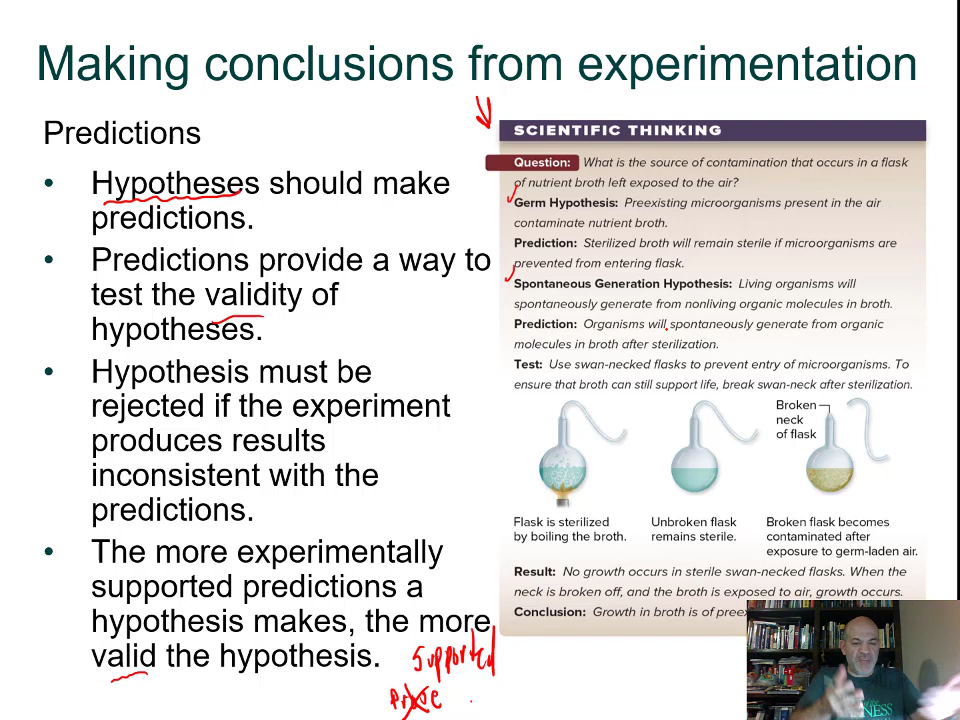 Making conclusions from experimentation
Predictions
• Hypotheses should make
predictions.
• Predictions provide a way to
test the validity of
hypotheses.
• Hypothesis must be
rejected if the experiment
produces results
inconsistent with the
predictions.
• The more experimentally
supported predictions a
hypothesis makes, the more
valid the hypothesis.
supported
SCIENTIFIC THINKING
Question: What is the source of contamination that occurs in a flask
of nutrient broth left exposed to the air?
Germ Hypothesis: Preexisting microorganisms present in the air
contaminate nutrient broth.
Prediction: Sterilized broth will remain sterile if microorganisms are
prevented from entering flask.
Spontaneous Generation Hypothesis: Living organisms will
spontaneously generate from nonliving organic molecules in broth.
Prediction: Organisms will spontaneously generate from organic
molecules in broth after sterilization.
Test: Use swan-necked flasks to prevent entry of microorganisms. To
ensure that broth can still support life, break swan-neck after sterilization.
Broken
neck
of flask
Flask is sterilized
by boiling the broth.
Unbroken flask
remains sterile.
Broken flask becomes
contaminated after
exposure to germ-laden air.
Result: No growth occurs in sterile swan-necked flasks. When the
neck is broken off, and the broth is exposed to air, growth occurs.
Conclusion: Growth in broth is of